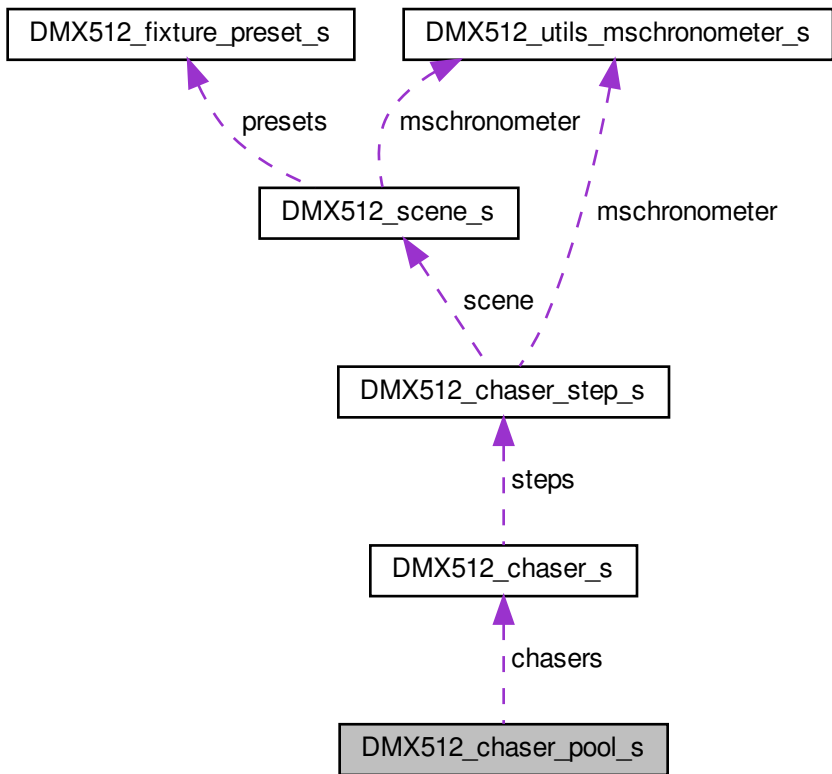 DMX512_fixture_preset_s
DMX512_utils_mschronometer_s
presets
mschronometer
DMX512_scene_s
mschronometer
scene
DMX512_chaser_step_s
steps
DMX512_chaser_s
chasers
DMX512_chaser_pool_s